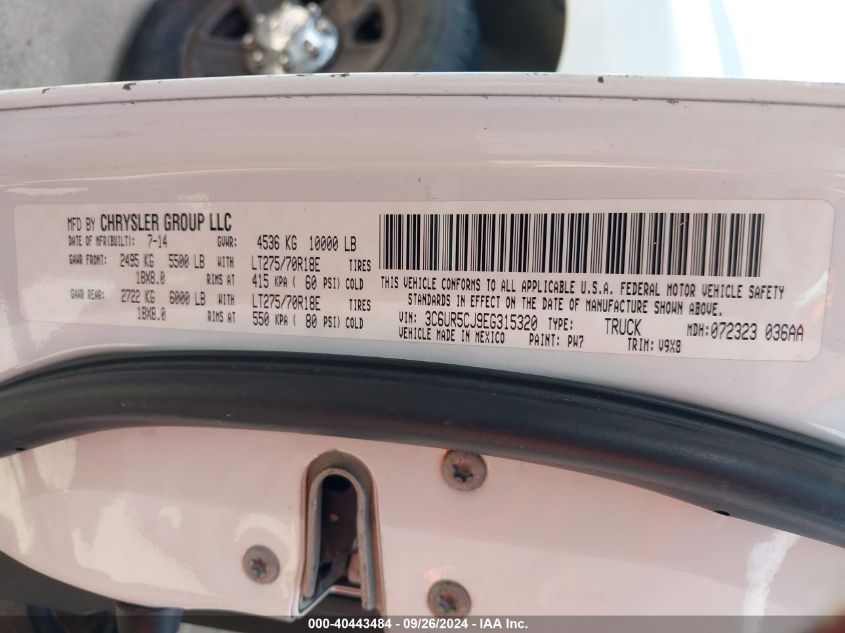 MFD BY CHRYSLER GROUP LLC
DATE OF MFR(BUILT): 7-14 GVWR: 4536 KG 10000 LB
GAWR FRONT: 2495 KG 5500 LB WITH LT275/70R18E TIRES
18X8.0 RIMS AT 415 KPA ( 60 PSI) COLD
GAWR REAR: 2722 KG 6000 LB WITH LT275/70R18E TIRES
18X8.0 RIMS AT 550 KPA ( 80 PSI) COLD
THIS VEHICLE CONFORMS TO ALL APPLICABLE U.S.A. FEDERAL MOTOR VEHICLE SAFETY
STANDARDS IN EFFECT ON THE DATE OF MANUFACTURE SHOWN ABOVE.
VIN: 3C6UR5CJ9EG315320 TYPE: TRUCK MDH:072323 036AA
VEHICLE MADE IN MEXICO PAINT: PW7 TRIM: V9X8
000-40443484 - 09/26/2024 - IAA Inc.